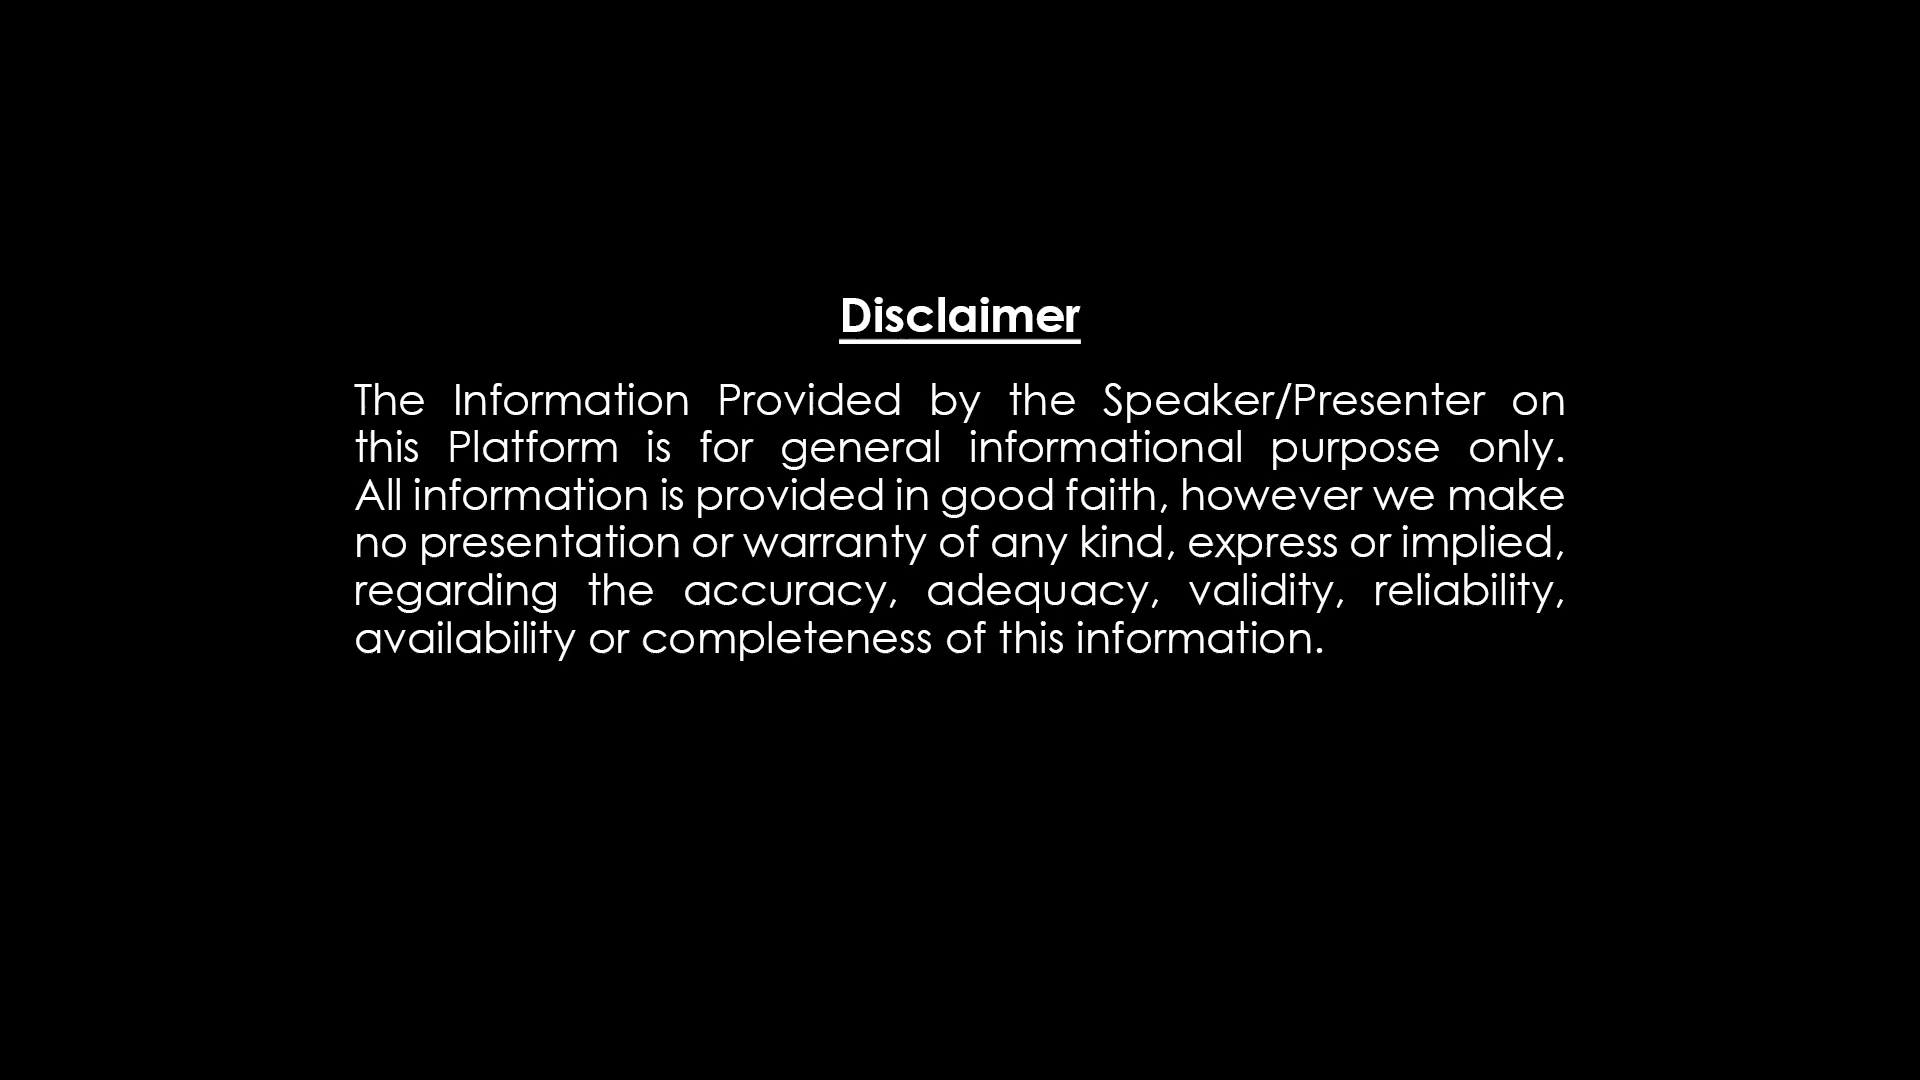 Disclaimer
The Information Provided by the Speaker/Presenter on
this Platform is for general informational purpose only.
All information is provided in good faith, however we make
no presentation or warranty of any kind, express or implied,
regarding the accuracy, adequacy, validity, reliability,
availability or completeness of this information.